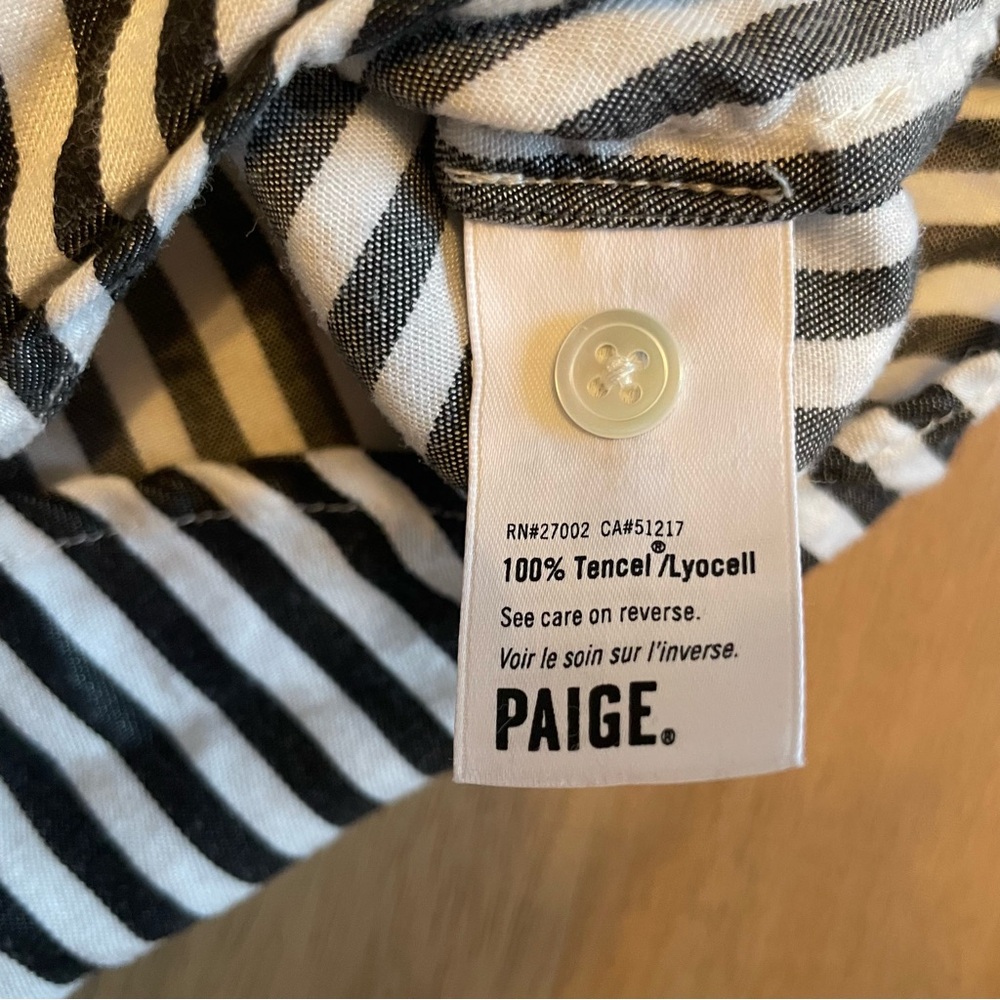 RN#27002 CA#51217
100% Tencel®/Lyocell
See care on reverse.
Voir le soin sur l'inverse.
PAIGE®